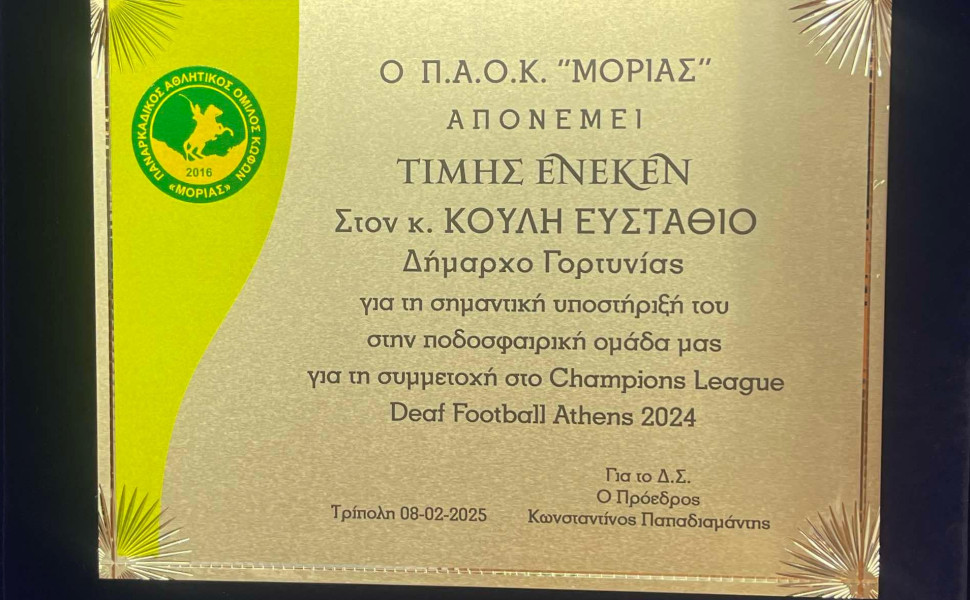 ΠΑΝΑΡΚΑΔΙΚΟΣ ΑΘΛΗΤΙΚΟΣ ΟΜΙΛΟΣ ΚΩΦΩΝ
2016
«ΜΟΡΙΑΣ»
Ο Π.Α.Ο.Κ. “ΜΟΡΙΑΣ”
ΑΠΟΝΕΜΕΙ
ΤΙΜΗΣ ΕΝΕΚΕΝ
Στον κ. ΚΟΥΛΗ ΕΥΣΤΑΘΙΟ
Δήμαρχο Γορτυνίας
για τη σημαντική υποστήριξή του
στην ποδοσφαιρική ομάδα μας
για τη συμμετοχή στο Champions League
Deaf Football Athens 2024
Για το Δ.Σ.
Ο Πρόεδρος
Τρίπολη 08-02-2025 Κωνσταντίνος Παπαδιαμάντης